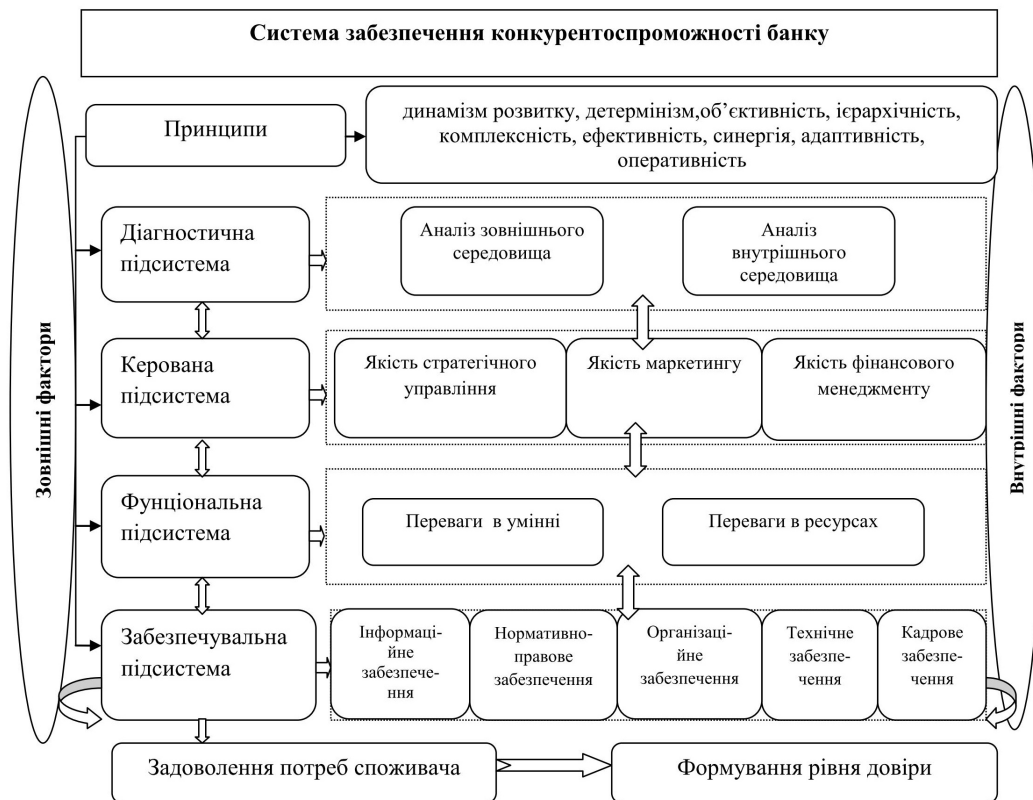 Система забезпечення конкурентоспроможності банку
Принципи
динамізм розвитку, детермінізм,об’єктивність, ієрархічність,
комплексність, ефективність, синергія, адаптивність,
оперативність
Зовнішні фактори
Діагностична
підсистема
Аналіз зовнішнього
середовища
Аналіз
внутрішнього
середовища
Керована
підсистема
Якість стратегічного
управління
Якість маркетингу
Якість фінансового
менеджменту
Фунціональна
підсистема
Переваги в умінні
Переваги в ресурсах
Забезпечувальна
підсистема
Інформаці-
йне
забезпече-
ння
Нормативно-
правове
забезпечення
Організаці-
йне
забезпечення
Технічне
забезпе-
чення
Кадрове
забезпе-
чення
Внутрішні фактори
Задоволення потреб споживача
Формування рівня довіри